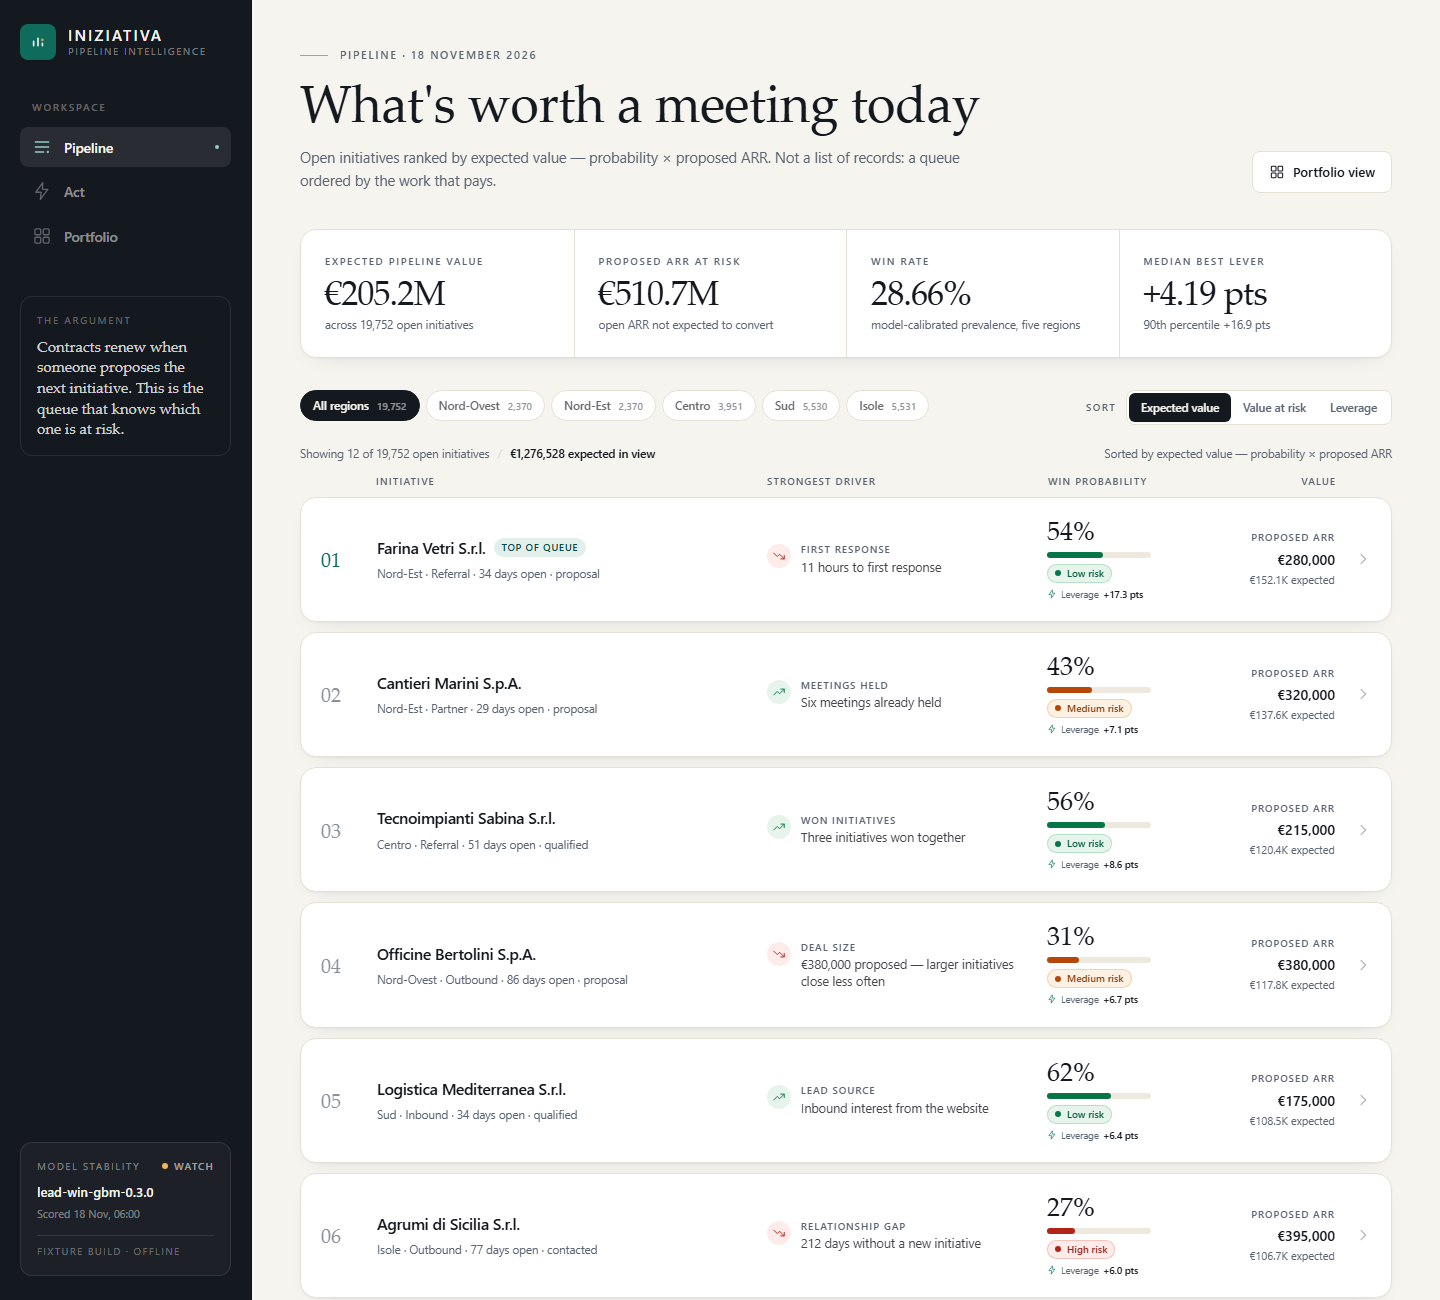 INIZIATIVA
PIPELINE INTELLIGENCE
WORKSPACE
Pipeline
Act
Portfolio
THE ARGUMENT
Contracts renew when
someone proposes the
next initiative. This is the
queue that knows which
one is at risk.
MODEL STABILITY
WATCH
lead-win-gbm-0.3.0
Scored 18 Nov, 06:00
FIXTURE BUILD · OFFLINE
PIPELINE · 18 NOVEMBER 2026
What's worth a meeting today
Open initiatives ranked by expected value — probability × proposed ARR. Not a list of records: a queue
ordered by the work that pays.
Portfolio view
EXPECTED PIPELINE VALUE
€205.2M
across 19,752 open initiatives
PROPOSED ARR AT RISK
€510.7M
open ARR not expected to convert
WIN RATE
28.66%
model-calibrated prevalence, five regions
MEDIAN BEST LEVER
+4.19 pts
90th percentile +16.9 pts
All regions 19,752
Nord-Ovest 2,370
Nord-Est 2,370
Centro 3,951
Sud 5,530
Isole 5,531
SORT
Expected value
Value at risk
Leverage
Showing 12 of 19,752 open initiatives / €1,276,528 expected in view
Sorted by expected value — probability × proposed ARR
INITIATIVE
STRONGEST DRIVER
WIN PROBABILITY
VALUE
01
Farina Vetri S.r.l.
TOP OF QUEUE
Nord-Est · Referral · 34 days open · proposal
FIRST RESPONSE
11 hours to first response
54%
Low risk
Leverage +17.3 pts
PROPOSED ARR
€280,000
€152.1K expected
02
Cantieri Marini S.p.A.
Nord-Est · Partner · 29 days open · proposal
MEETINGS HELD
Six meetings already held
43%
Medium risk
Leverage +7.1 pts
PROPOSED ARR
€320,000
€137.6K expected
03
Tecnoimpianti Sabina S.r.l.
Centro · Referral · 51 days open · qualified
WON INITIATIVES
Three initiatives won together
56%
Low risk
Leverage +8.6 pts
PROPOSED ARR
€215,000
€120.4K expected
04
Officine Bertolini S.p.A.
Nord-Ovest · Outbound · 86 days open · proposal
DEAL SIZE
€380,000 proposed — larger initiatives
close less often
31%
Medium risk
Leverage +6.7 pts
PROPOSED ARR
€380,000
€117.8K expected
05
Logistica Mediterranea S.r.l.
Sud · Inbound · 34 days open · qualified
LEAD SOURCE
Inbound interest from the website
62%
Low risk
Leverage +6.4 pts
PROPOSED ARR
€175,000
€108.5K expected
06
Agrumi di Sicilia S.r.l.
Isole · Outbound · 77 days open · contacted
RELATIONSHIP GAP
212 days without a new initiative
27%
High risk
Leverage +6.0 pts
PROPOSED ARR
€395,000
€106.7K expected